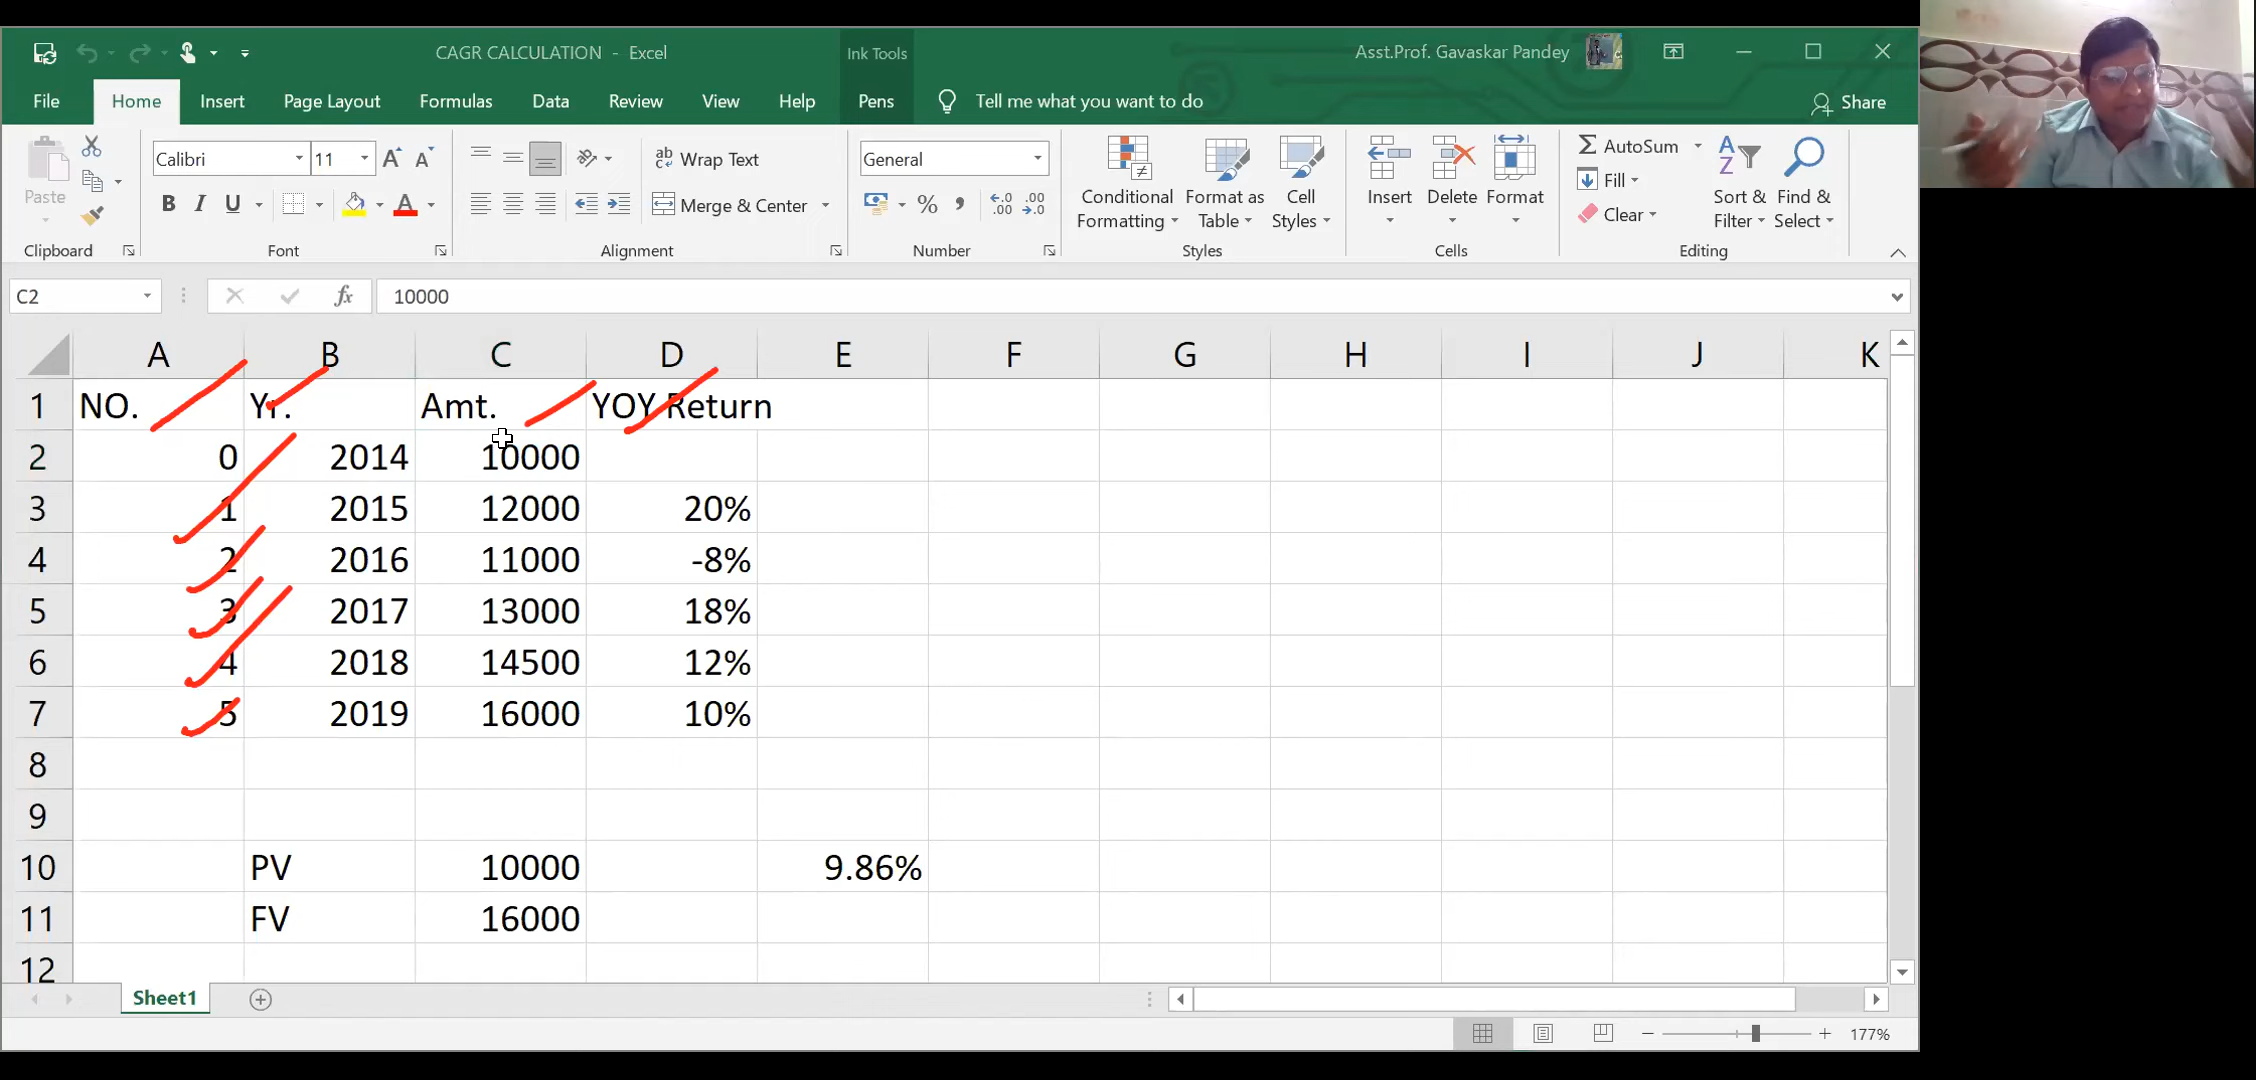 CAGR CALCULATION - Excel
Ink Tools
Asst.Prof. Gavaskar Pandey
File Home Insert Page Layout Formulas Data Review View Help Pens Tell me what you want to do Share
Paste
Clipboard
Calibri 11
B I U A
Font
Wrap Text
Merge & Center
Alignment
General
% , .00 .00
Number
Conditional Formatting
Format as Table
Cell Styles
Styles
Insert Delete Format
Cells
AutoSum
Fill
Clear
Sort & Filter
Find & Select
Editing
C2 fx 10000
A B C D E F G H I J K
1 NO. Yr. Amt. YOY Return
2 0 2014 10000
3 1 2015 12000 20%
4 2 2016 11000 -8%
5 3 2017 13000 18%
6 4 2018 14500 12%
7 5 2019 16000 10%
8
9
10 PV 10000 9.86%
11 FV 16000
12
Sheet1
177%